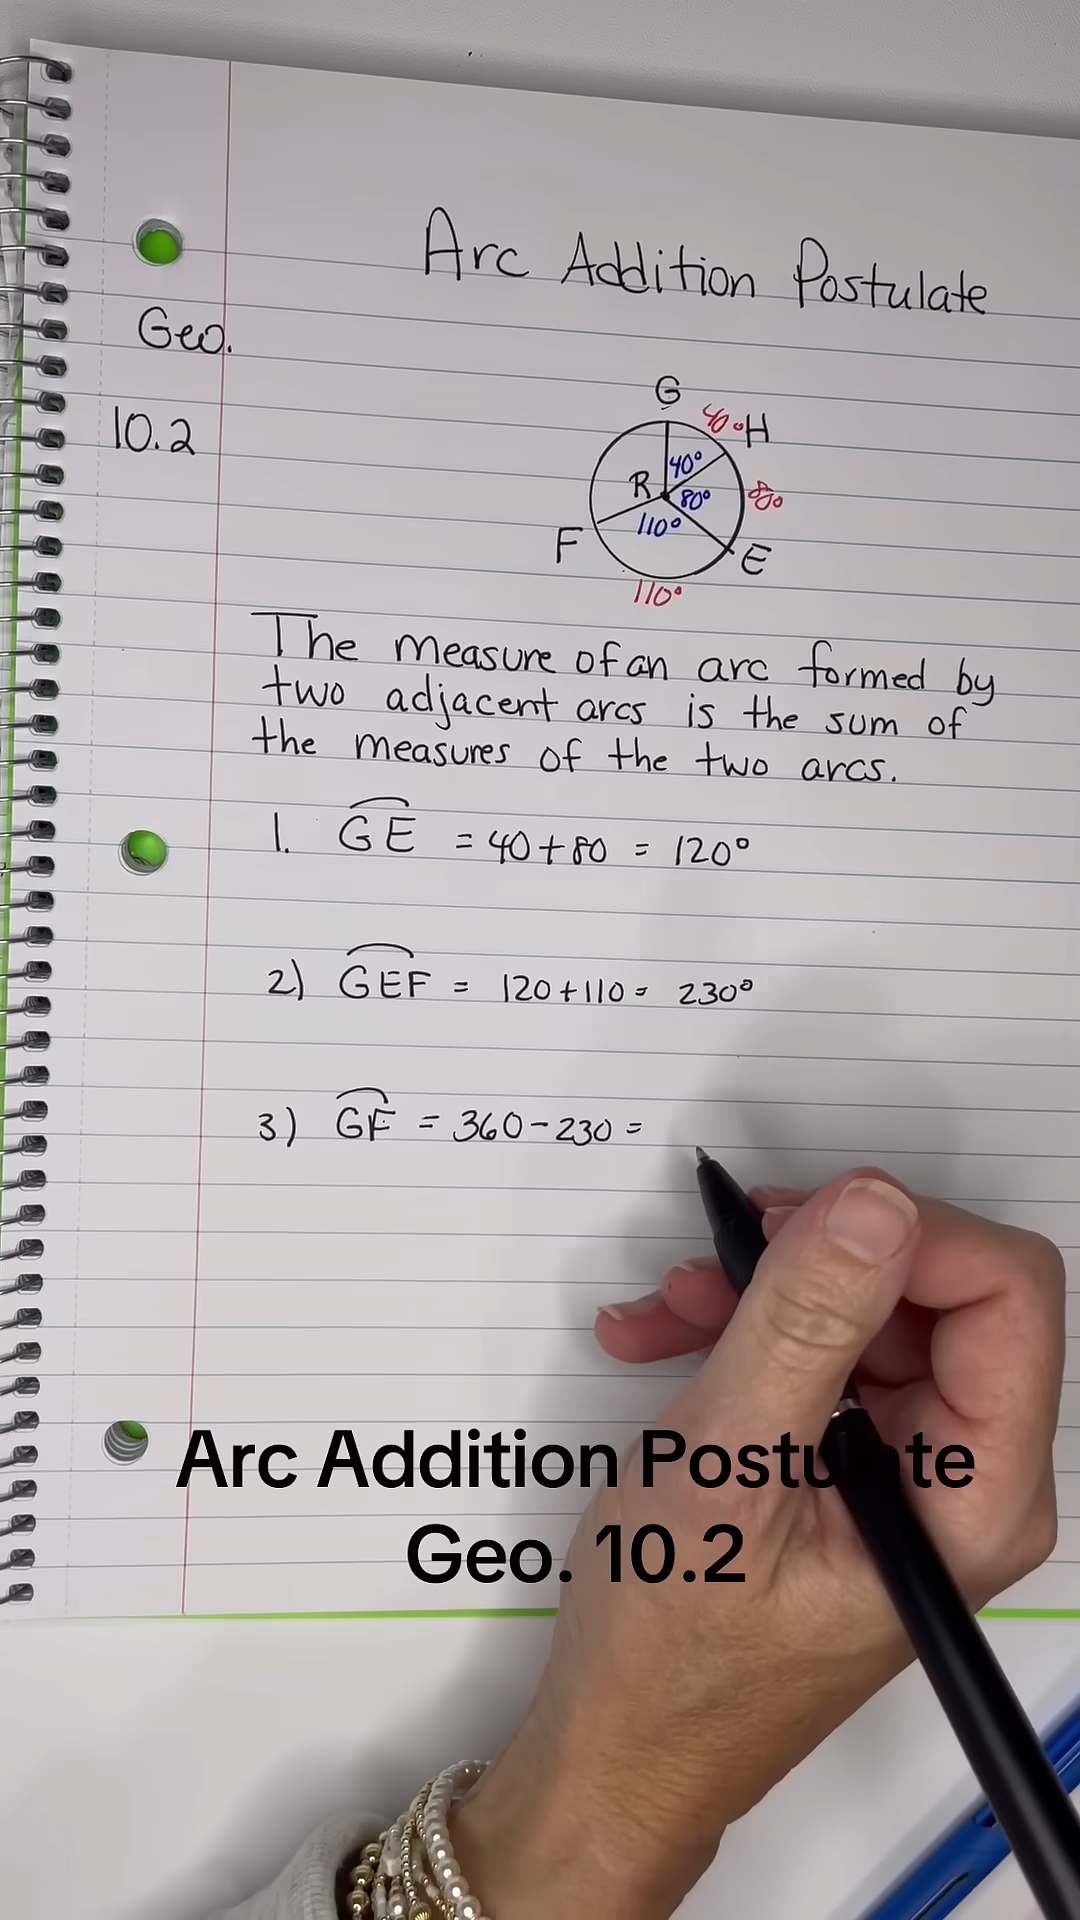 Arc Addition Postulate
Geo.
10.2
G
40° H
40°
R 80° 80°
110°
F E
110°
The measure of an arc formed by
two adjacent arcs is the sum of
the measures of the two arcs.
1. GE = 40+80 = 120°
2) GEF = 120+110= 230°
3) GF = 360-230 =
Arc Addition Postulate
Geo. 10.2